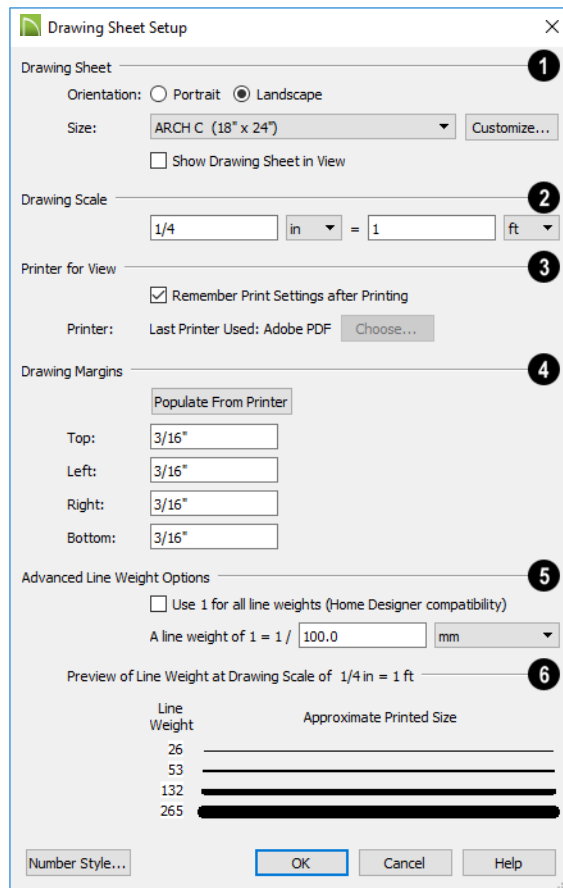 Drawing Sheet Setup
Drawing Sheet 1
Orientation: Portrait Landscape
Size: ARCH C (18" x 24") Customize...
Show Drawing Sheet in View
Drawing Scale 2
1/4 in = 1 ft
Printer for View 3
Remember Print Settings after Printing
Printer: Last Printer Used: Adobe PDF Choose...
Drawing Margins 4
Populate From Printer
Top: 3/16"
Left: 3/16"
Right: 3/16"
Bottom: 3/16"
Advanced Line Weight Options 5
Use 1 for all line weights (Home Designer compatibility)
A line weight of 1 = 1 / 100.0 mm
Preview of Line Weight at Drawing Scale of 1/4 in = 1 ft 6
Line
Weight Approximate Printed Size
26
53
132
265
Number Style... OK Cancel Help